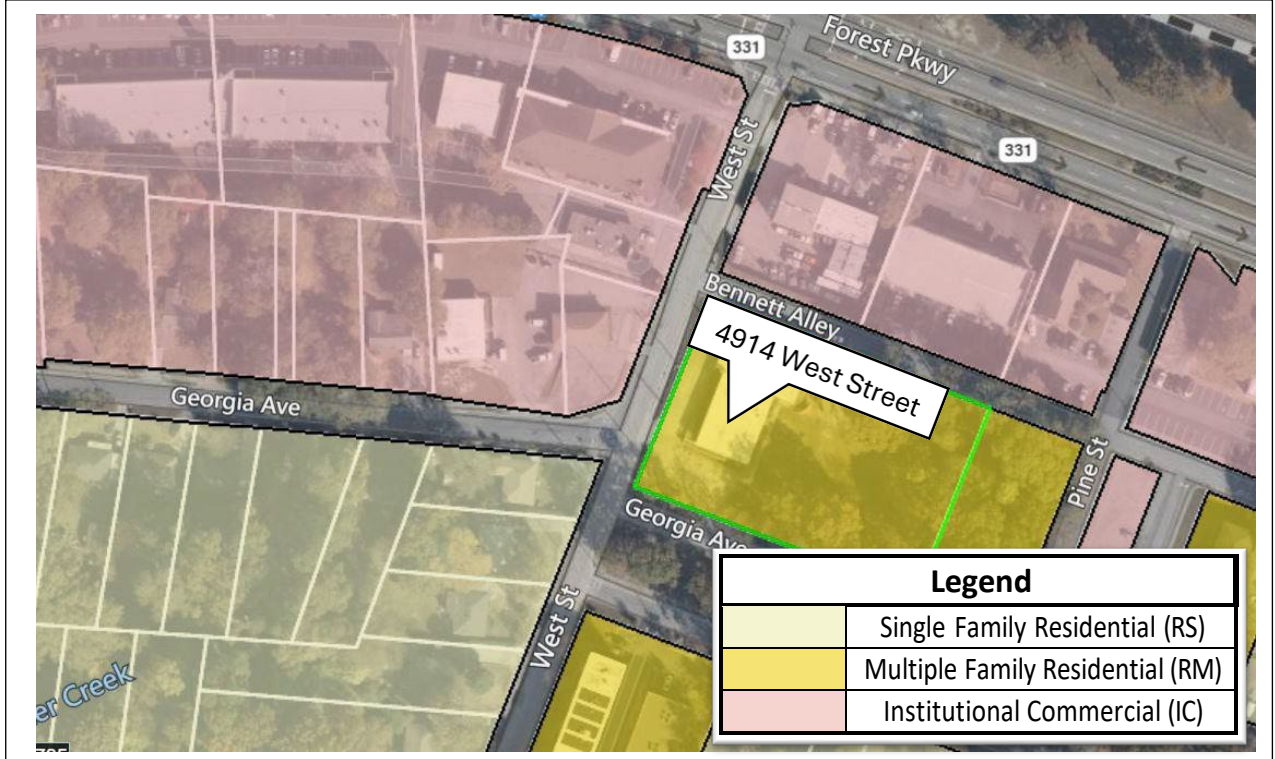 331
Forest Pkwy
West St
331
Bennett Alley
4914 West Street
Georgia Ave
Pine St
Georgia Ave
West St
er Creek
Legend
Single Family Residential (RS)
Multiple Family Residential (RM)
Institutional Commercial (IC)